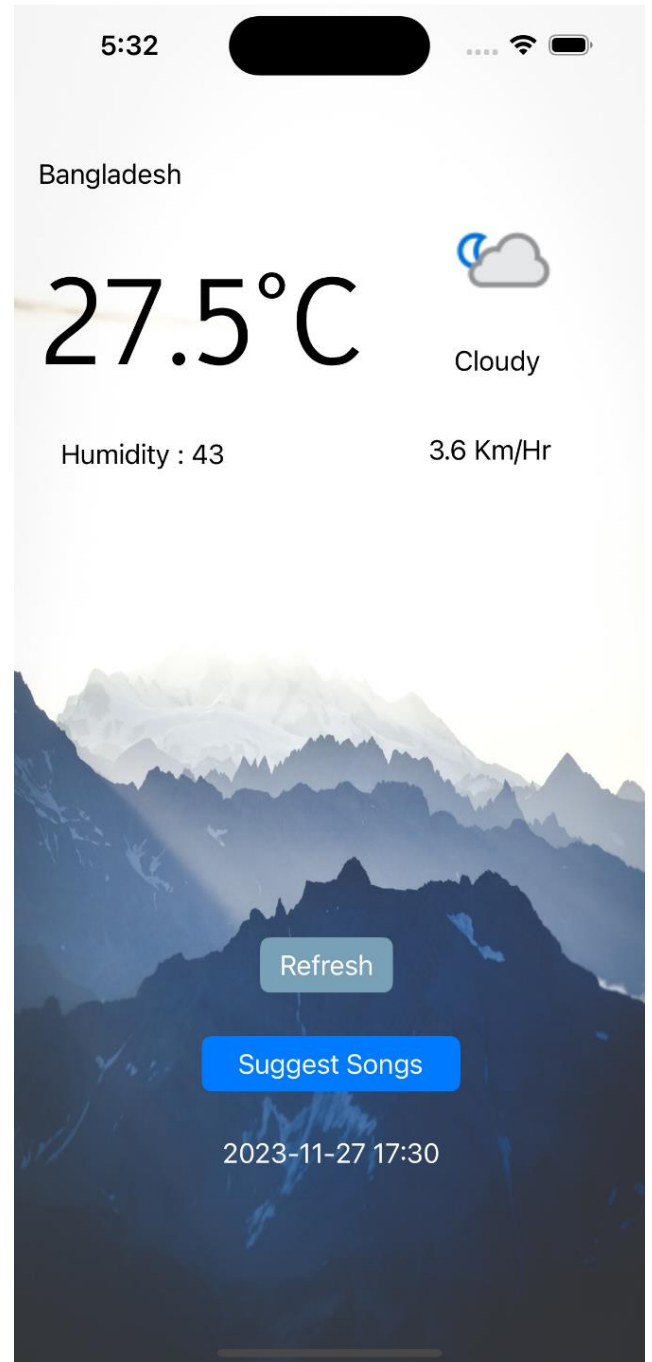 5:32
Bangladesh
27.5°C
Cloudy
Humidity : 43
3.6 Km/Hr
Refresh
Suggest Songs
2023-11-27 17:30